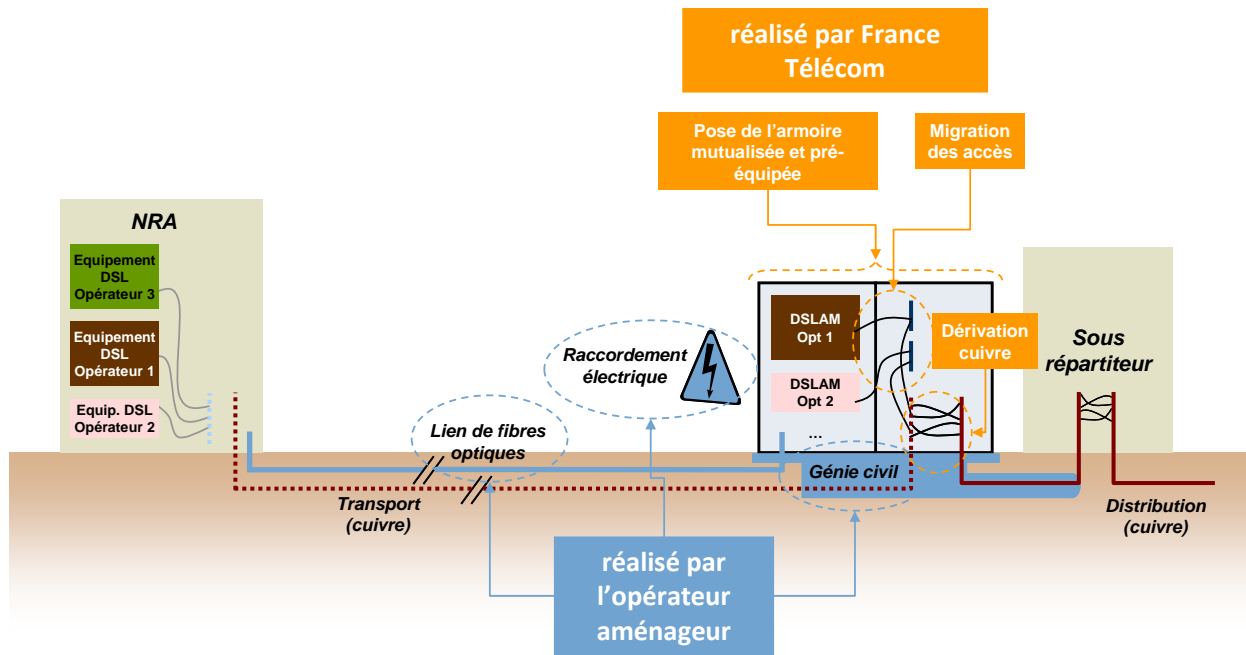 réalisé par France
Télécom
Pose de l'armoire
mutualisée et pré-
équipée
Migration
des accès
NRA
Equipement
DSL
Opérateur 3
Equipement
DSL
Opérateur 1
Equip. DSL
Opérateur 2
Raccordement
électrique
DSLAM
Opt 1
DSLAM
Opt 2
...
Dérivation
cuivre
Sous
répartiteur
Lien de fibres
optiques
Génie civil
Transport
(cuivre)
Distribution
(cuivre)
réalisé par
l'opérateur
aménageur